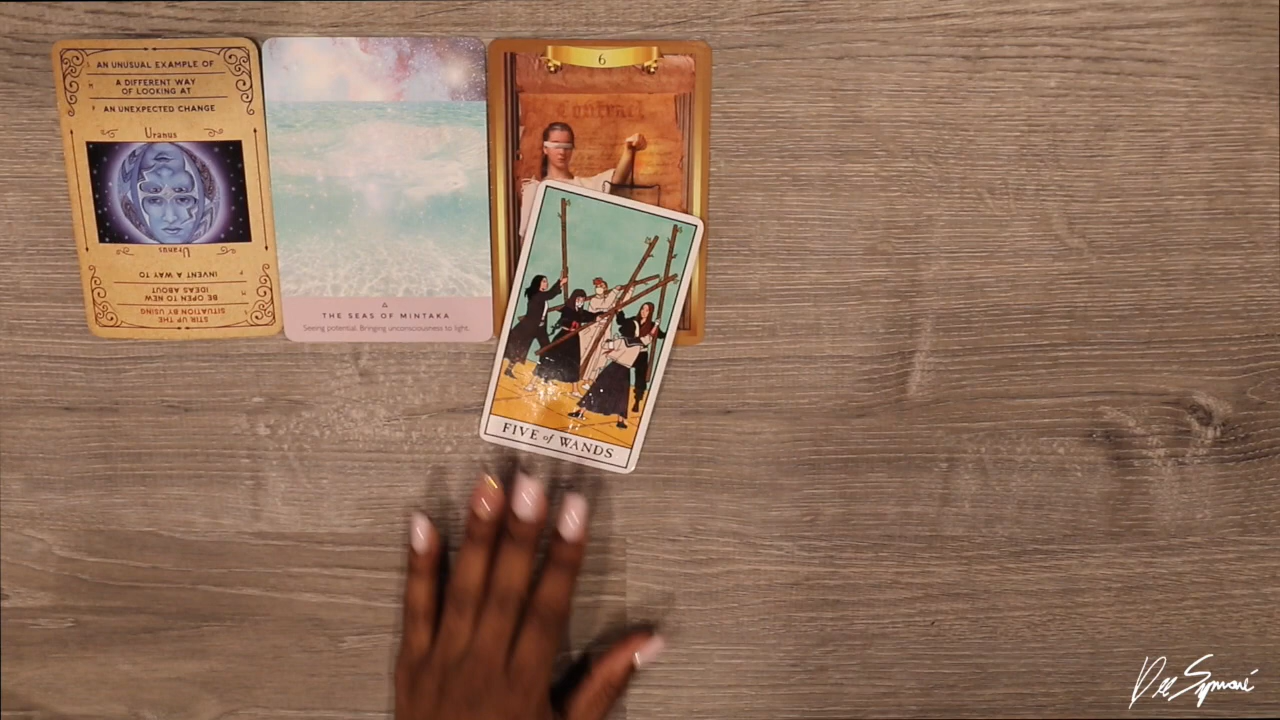 AN UNUSUAL EXAMPLE OF
A DIFFERENT WAY
OF LOOKING AT
AN UNEXPECTED CHANGE
Uranus
Uranus
INVENT A WAY TO
BE OPEN TO NEW
IDEAS ABOUT
STIR UP THE
SITUATION BY USING
THE SEAS OF MINTAKA
Seeing potential. Bringing unconsciousness to light.
6
Contract
FIVE of WANDS
Dee Symoné